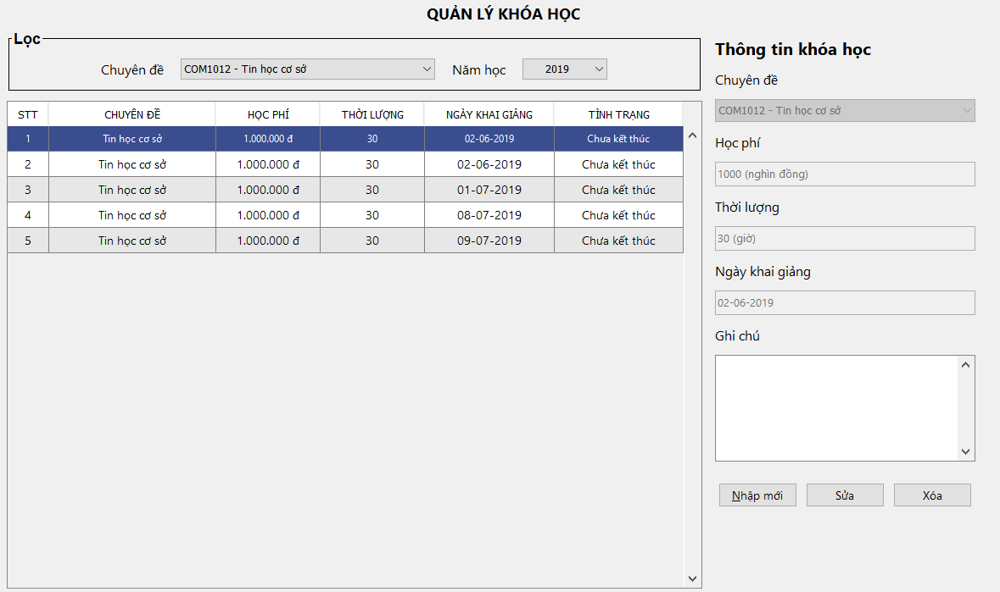 QUẢN LÝ KHÓA HỌC
Lọc
Chuyên đề COM1012 - Tin học cơ sở Năm học 2019
STT CHUYÊN ĐỀ HỌC PHÍ THỜI LƯỢNG NGÀY KHAI GIẢNG TÌNH TRẠNG
1 Tin học cơ sở 1.000.000 đ 30 02-06-2019 Chưa kết thúc
2 Tin học cơ sở 1.000.000 đ 30 02-06-2019 Chưa kết thúc
3 Tin học cơ sở 1.000.000 đ 30 01-07-2019 Chưa kết thúc
4 Tin học cơ sở 1.000.000 đ 30 08-07-2019 Chưa kết thúc
5 Tin học cơ sở 1.000.000 đ 30 09-07-2019 Chưa kết thúc
Thông tin khóa học
Chuyên đề
COM1012 - Tin học cơ sở
Học phí
1000 (nghìn đồng)
Thời lượng
30 (giờ)
Ngày khai giảng
02-06-2019
Ghi chú
Nhập mới Sửa Xóa